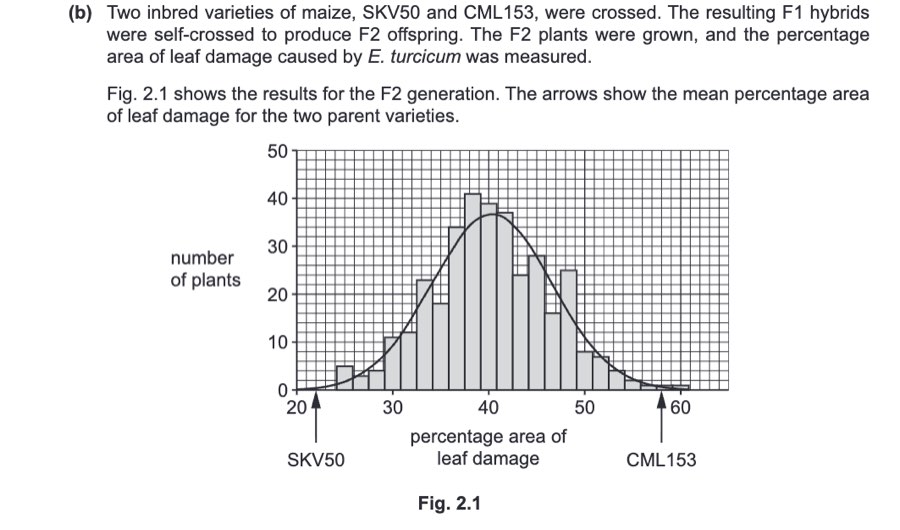 (b) Two inbred varieties of maize, SKV50 and CML153, were crossed. The resulting F1 hybrids
were self-crossed to produce F2 offspring. The F2 plants were grown, and the percentage
area of leaf damage caused by E. turcicum was measured.
Fig. 2.1 shows the results for the F2 generation. The arrows show the mean percentage area
of leaf damage for the two parent varieties.
50
40
30
20
10
0
number
of plants
20 30 40 50 60
percentage area of
leaf damage
SKV50
CML153
Fig. 2.1